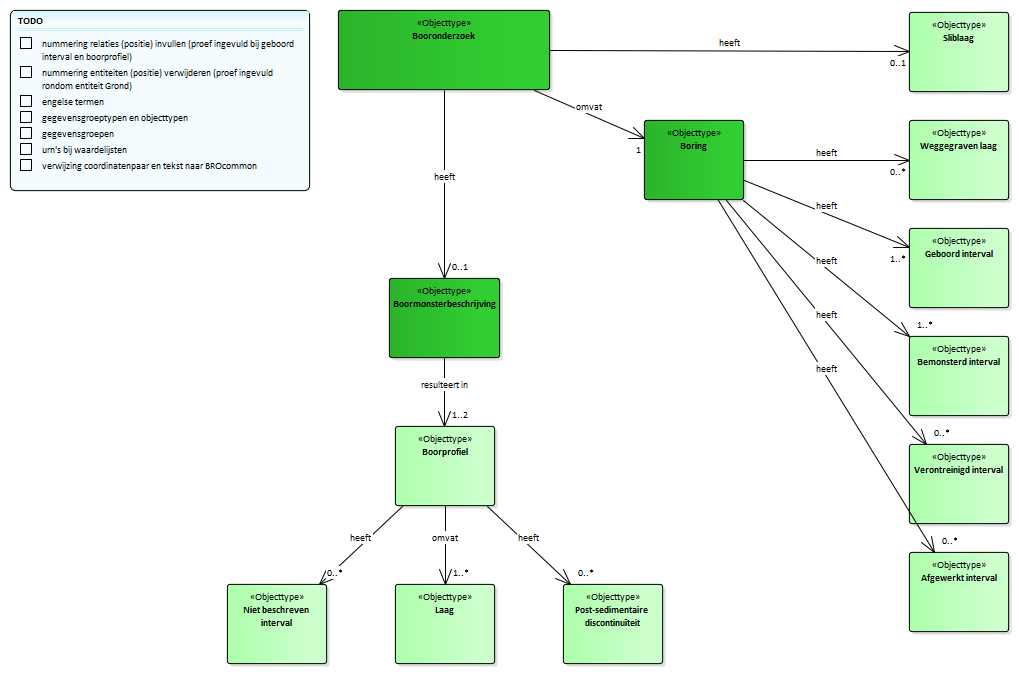 TODO
nummering relaties (positie) invullen (proef ingevuld bij geboord
interval en boorprofiel)
nummering entiteiten (positie) verwijderen (proef ingevuld
rondom entiteit Grond)
engelse termen
gegevensgroeptypen en objecttypen
gegevensgroepen
urn's bij waardelijsten
verwijzing coordinatenpaar en tekst naar BROcommon
«Objecttype»
Booronderzoek
heeft
0..1
«Objecttype»
Sliblaag
omvat
1
«Objecttype»
Boring
heeft
0..*
«Objecttype»
Weggegraven laag
heeft
1..*
«Objecttype»
Geboord interval
heeft
1..*
«Objecttype»
Bemonsterd interval
heeft
0..*
«Objecttype»
Verontreinigd interval
heeft
0..*
«Objecttype»
Afgewerkt interval
heeft
0..1
«Objecttype»
Boormonsterbeschrijving
resulteert in
1..2
«Objecttype»
Boorprofiel
heeft
0..*
«Objecttype»
Niet beschreven
interval
omvat
1..*
«Objecttype»
Laag
heeft
0..*
«Objecttype»
Post-sedimentaire
discontinuïteit